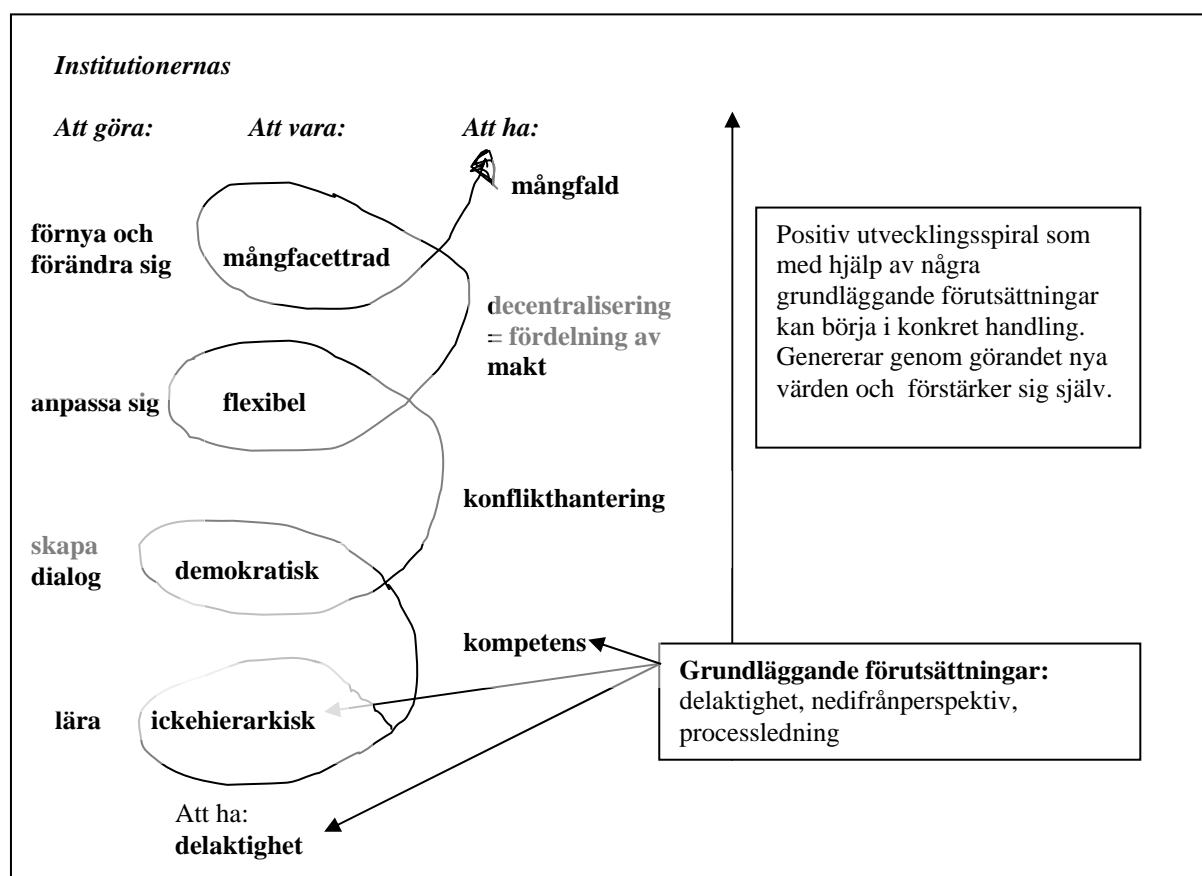 Institutionernas
Att göra: Att vara: Att ha:
mångfald
förnya och
förändra sig
mångfacettrad
decentralisering
= fördelning av
makt
anpassa sig
flexibel
konflikthantering
skapa
dialog
demokratisk
kompetens
lära
ickehierarkisk
Att ha:
delaktighet
Positiv utvecklingsspiral som
med hjälp av några
grundläggande förutsättningar
kan börja i konkret handling.
Genererar genom görandet nya
värden och  förstärker sig själv.
Grundläggande förutsättningar:
delaktighet, nedifrånperspektiv,
processledning